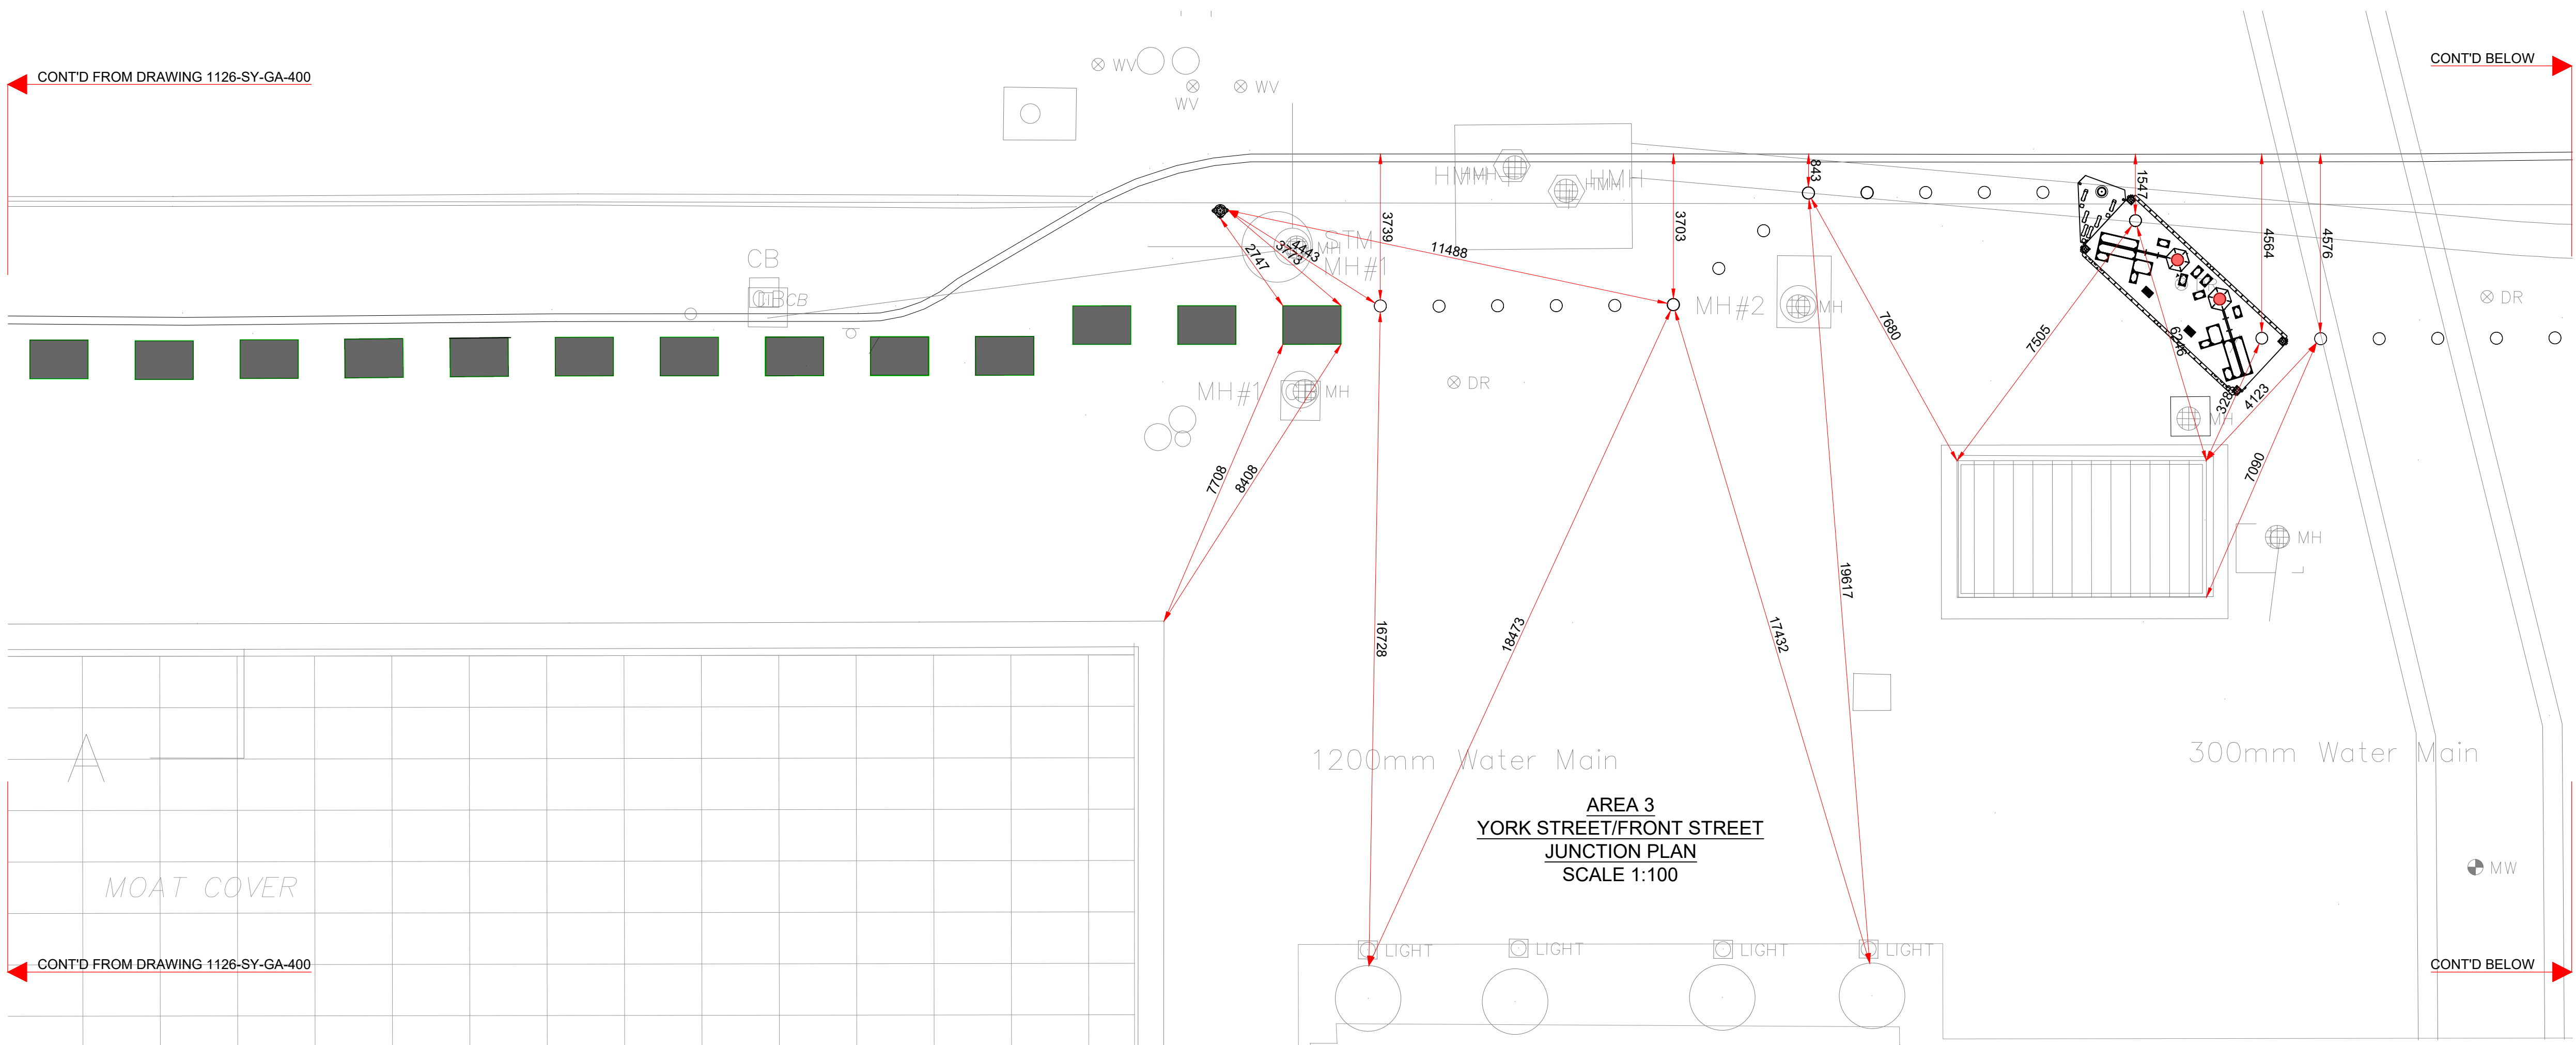 CONT'D FROM DRAWING 1126-SY-GA-400
CONT'D BELOW
WV
WV
WV
843
1547
HMH
HMH
HMH
HMH
3739
3703
4564
4576
STM
MH
MH#1
4443
3773
2747
11488
CB
CB
CB
MH#2
MH
DR
7680
7505
6246
DR
MH#1
MH
4123
MH
7708
8408
7090
MH
19617
16728
18473
17432
A
1200mm Water Main
300mm Water Main
AREA 3
YORK STREET/FRONT STREET
JUNCTION PLAN
SCALE 1:100
MOAT COVER
MW
LIGHT
LIGHT
LIGHT
LIGHT
CONT'D FROM DRAWING 1126-SY-GA-400
CONT'D BELOW